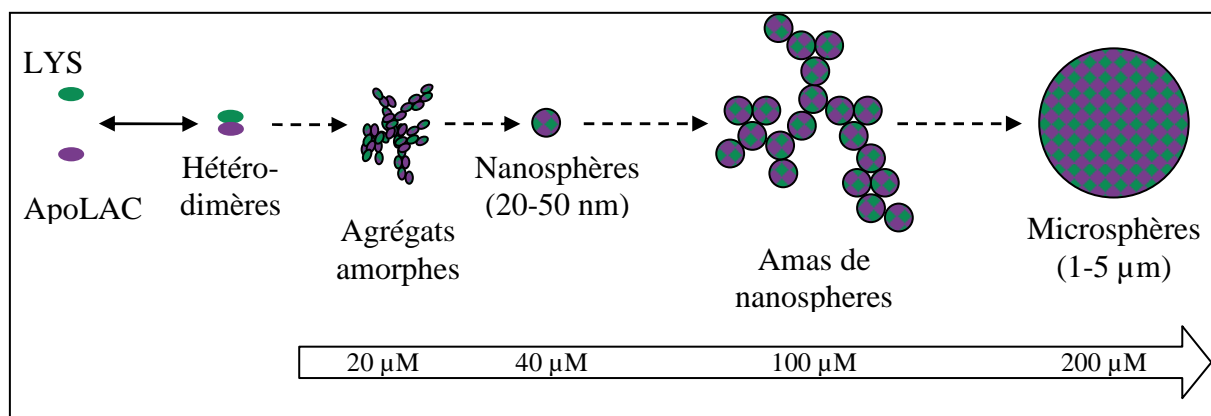 LYS
ApoLAC
Hétéro-
dimères
Agrégats
amorphes
Nanosphères
(20-50 nm)
Amas de
nanospheres
Microsphères
(1-5 µm)
20 µM
40 µM
100 µM
200 µM